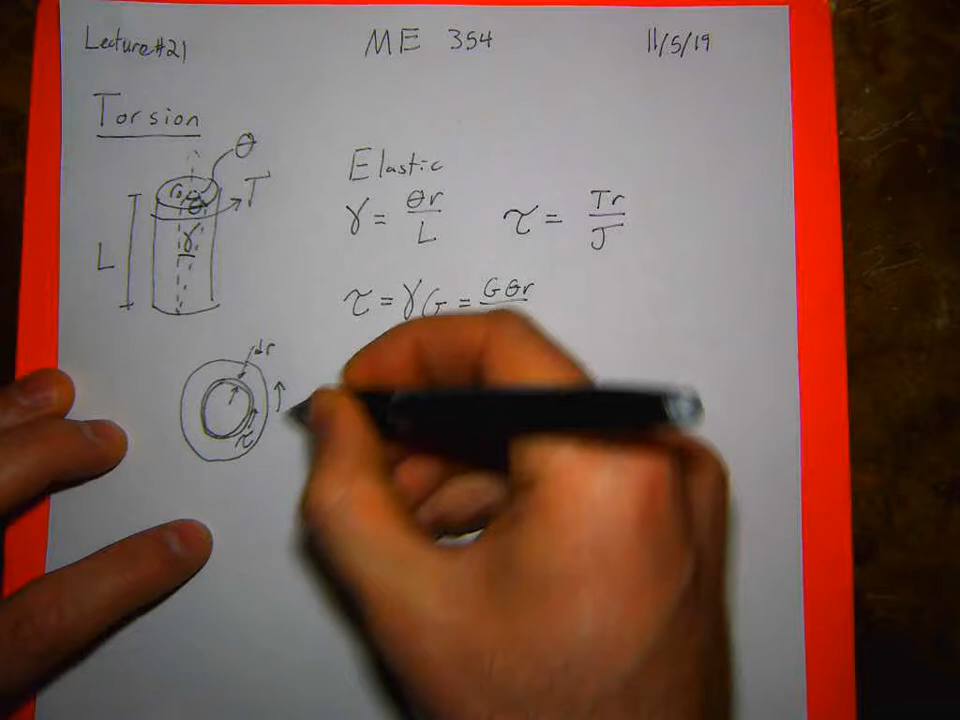 Lecture#21 ME 354 11/5/19
Torsion
θ
T
θ
γ
L
Elastic
γ = θr/L τ = Tr/J
τ = γG = Gθr
dr
τ